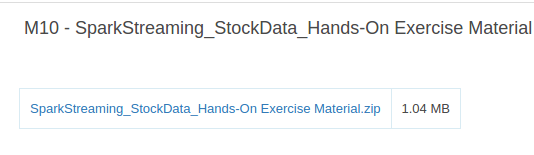 M10 - SparkStreaming_StockData_Hands-On Exercise Material
SparkStreaming_StockData_Hands-On Exercise Material.zip 1.04 MB